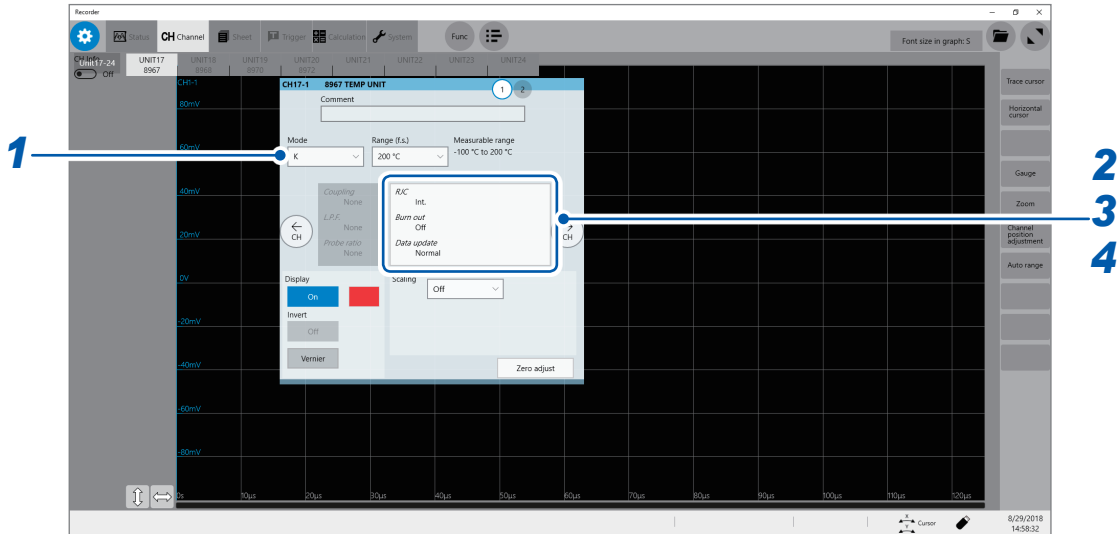 Recorder
Status CH Channel Sheet Trigger Calculation System Func Font size in graph: S
CH Info.
Unit17-24
Off
UNIT17 UNIT18 UNIT19 UNIT20 UNIT21 UNIT22 UNIT23 UNIT24
8967 8968 8970 8972
CH1-1
80mV
60mV
40mV
20mV
0V
-20mV
-40mV
-60mV
-80mV
CH17-1 8967 TEMP UNIT 1 2
Comment
Mode Range (f.s.) Measurable range
K 200 °C -100 °C to 200 °C
Coupling
None
L.P.F.
None
Probe ratio
None
RJC
Int.
Burn out
Off
Data update
Normal
CH
CH
Display
On
Invert
Off
Vernier
Scaling
Off
Zero adjust
Trace cursor
Horizontal
cursor
Gauge
Zoom
Channel
position
adjustment
Auto range
1
2
3
4
0s 10μs 20μs 30μs 40μs 50μs 60μs 70μs 80μs 90μs 100μs 110μs 120μs
X
Y
Cursor
8/29/2018
14:58:32